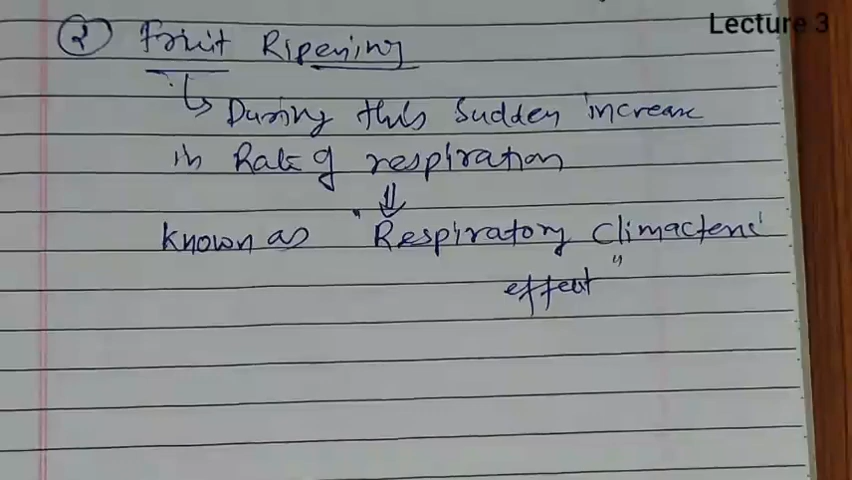 Lecture 3
② Fruit Ripening
↳ During this Sudden increase
in Rate of respiration
⇓
Known as "Respiratory Climacteric
effect"